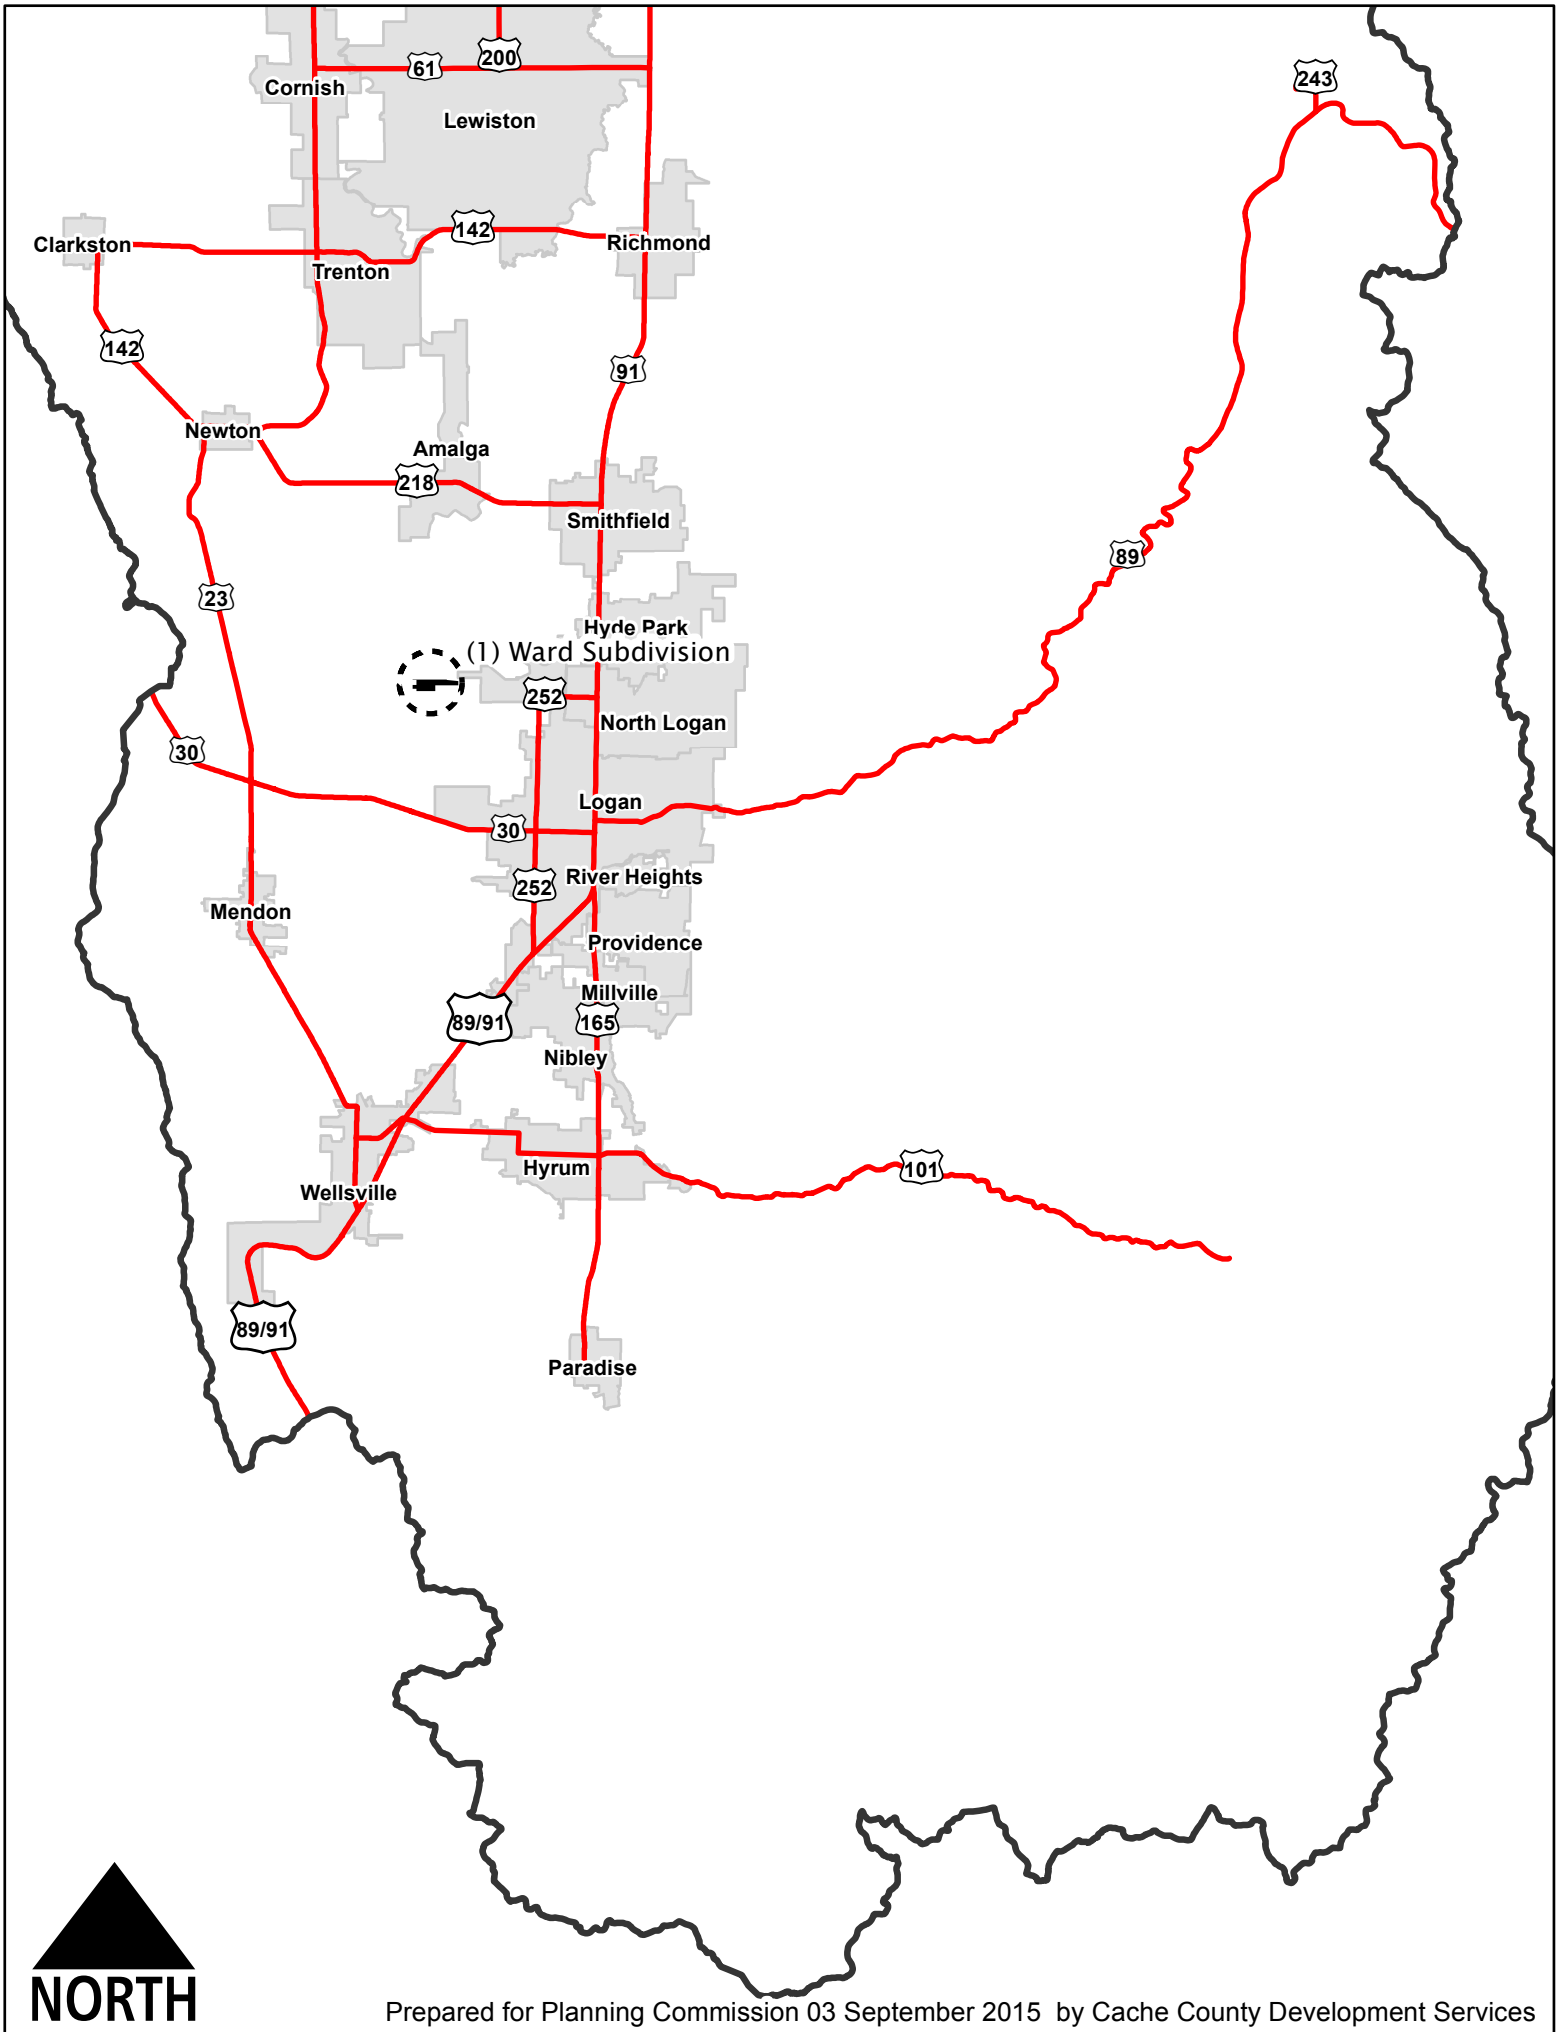 243
200
61
Cornish
Lewiston
142
Richmond
Clarkston
Trenton
142
91
Newton
Amalga
218
Smithfield
89
23
Hyde Park
(1) Ward Subdivision
252
North Logan
30
Logan
30
River Heights
252
Mendon
Providence
Millville
89/91
165
Nibley
Hyrum
101
Wellsville
89/91
Paradise
NORTH
Prepared for Planning Commission 03 September 2015 by Cache County Development Services